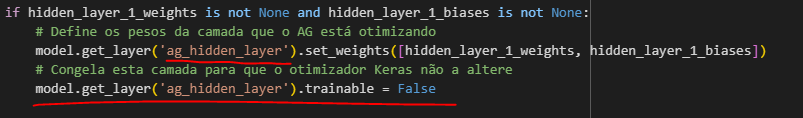 if hidden_layer_1_weights is not None and hidden_layer_1_biases is not None:
# Define os pesos da camada que o AG está otimizando
model.get_layer('ag_hidden_layer').set_weights([hidden_layer_1_weights, hidden_layer_1_biases])
# Congela esta camada para que o otimizador Keras não a altere
model.get_layer('ag_hidden_layer').trainable = False